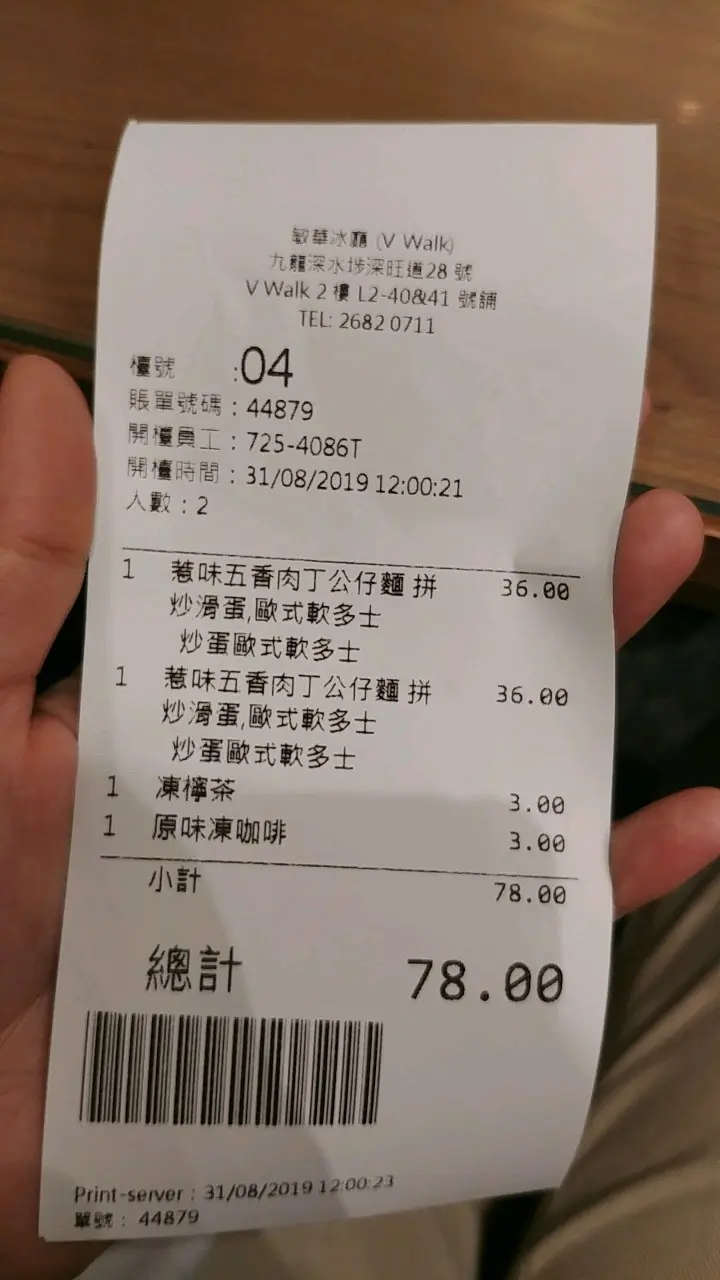 敏華冰廳 (V Walk)
九龍深水埗深旺道28 號
V Walk 2 樓 L2-40&41 號舖
TEL: 2682 0711
檯號 :04
賬單號碼 : 44879
開檯員工 : 725-4086T
開檯時間 : 31/08/2019 12:00:21
人數 : 2
1 惹味五香肉丁公仔麵 拼 36.00
炒滑蛋,歐式軟多士
炒蛋歐式軟多士
1 惹味五香肉丁公仔麵 拼 36.00
炒滑蛋,歐式軟多士
炒蛋歐式軟多士
1 凍檸茶 3.00
1 原味凍咖啡 3.00
小計 78.00
總計 78.00
Print-server : 31/08/2019 12:00:23
單號 : 44879